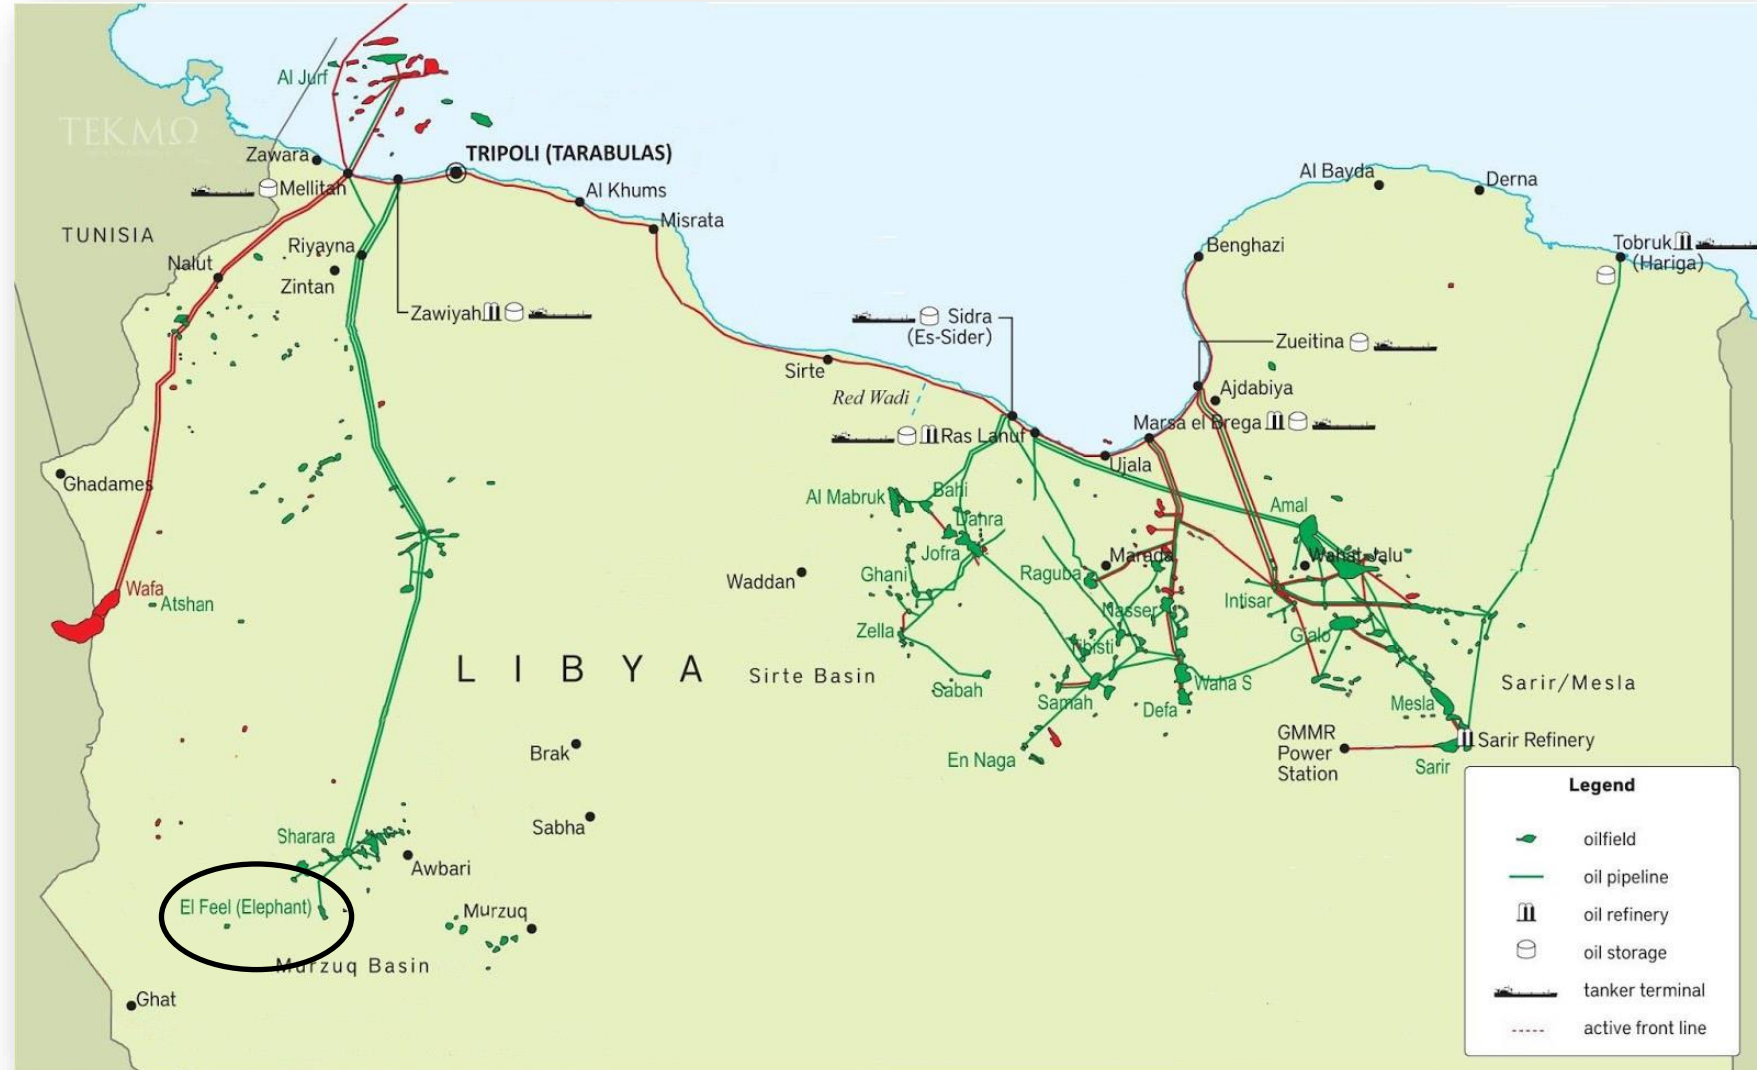 TEKMΩ
Al Jurf
Zawara
TRIPOLI (TARABULAS)
Mellitah
Al Khums
Misrata
TUNISIA
Riyayna
Nalut
Zintan
Zawiyah
Al Bayda
Derna
Benghazi
Tobruk
(Hariga)
Sidra
(Es-Sider)
Zueitina
Sirte
Red Wadi
Ajdabiya
Marsa el Brega
Ras Lanuf
Ujala
Ghadames
Al Mabruk
Bahi
Dahra
Amal
Jofra
Marada
Wahat Jalu
Ghani
Raguba
Waddan
Wafa
Atshan
Nasser
Intisar
Zella
Gialo
Tibisti
LIBYA
Sirte Basin
Sabah
Samah
Waha S
Defa
Mesla
Sarir/Mesla
Brak
En Naga
GMMR
Power
Station
Sarir Refinery
Sarir
Sabha
Sharara
Awbari
El Feel (Elephant)
Murzuq
Murzuq Basin
Ghat
Legend
oilfield
oil pipeline
oil refinery
oil storage
tanker terminal
active front line